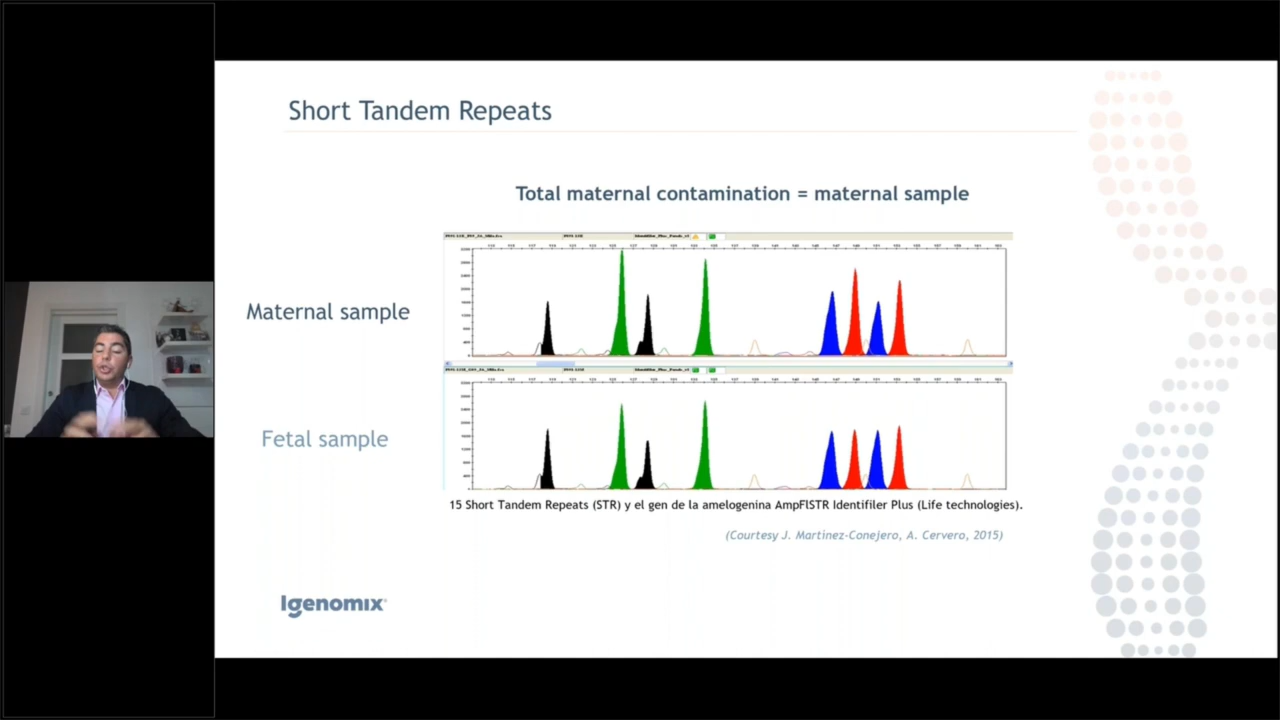 Short Tandem Repeats
Total maternal contamination = maternal sample
Maternal sample
Fetal sample
15 Short Tandem Repeats (STR) y el gen de la amelogenina AmpFlSTR Identifiler Plus (Life technologies).
(Courtesy J. Martinez-Conejero, A. Cervero, 2015)
Igenomix